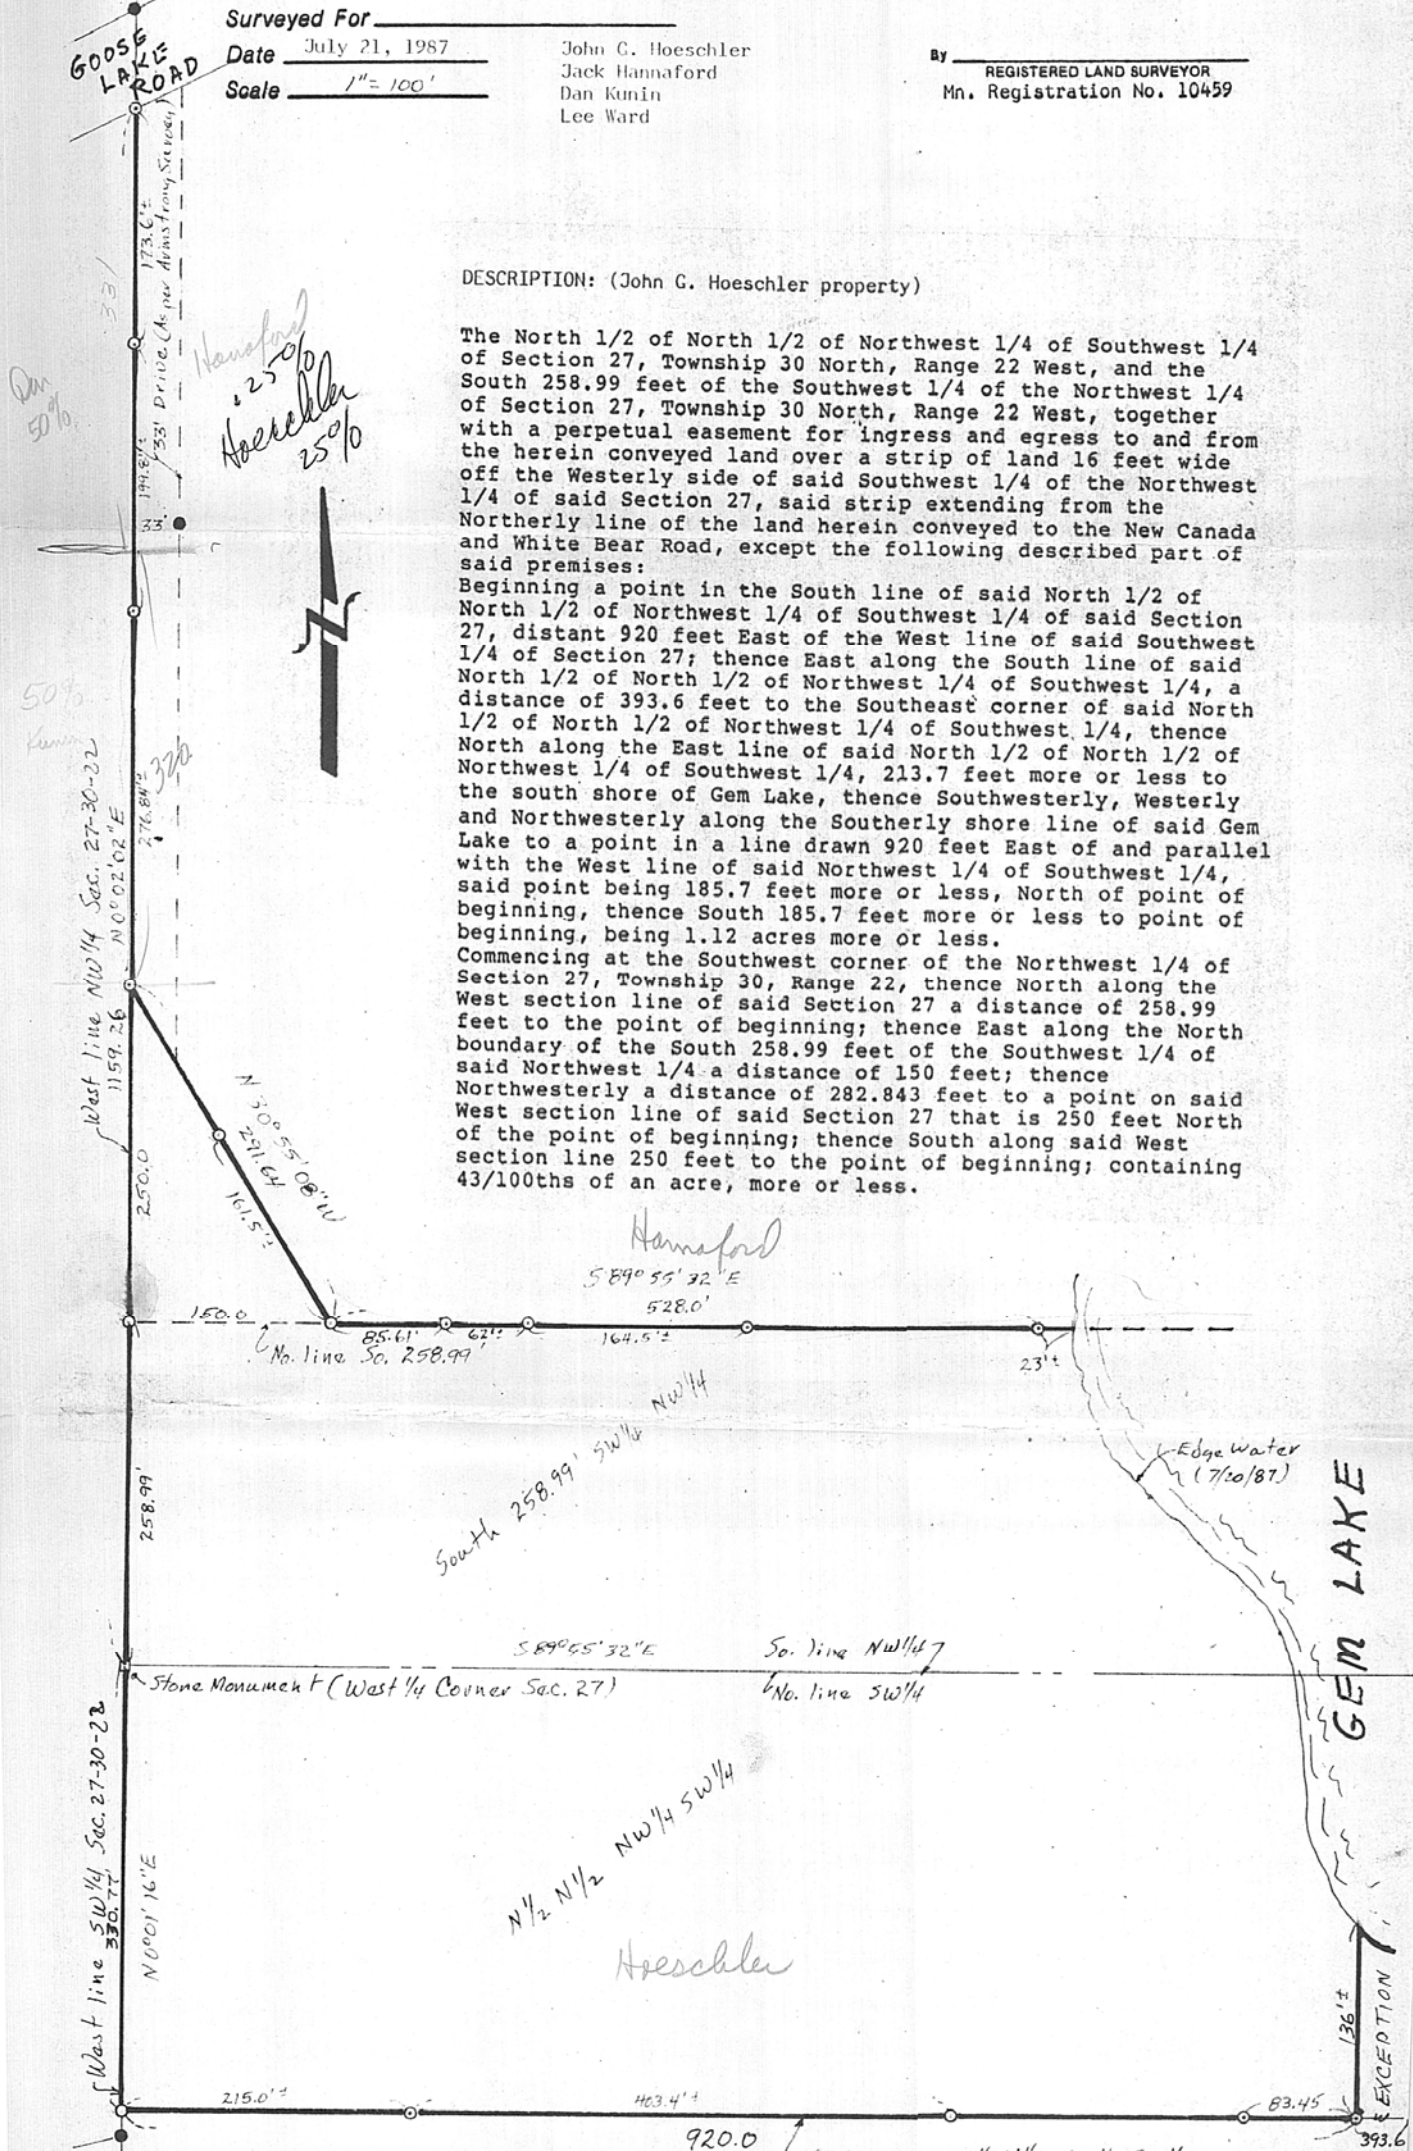 Surveyed For
Date July 21, 1987
Scale 1"= 100'
John G. Hoeschler
Jack Hannaford
Dan Kunin
Lee Ward
By
REGISTERED LAND SURVEYOR
Mn. Registration No. 10459
GOOSE
LAKE
ROAD
173.6'±
33' Drive (As per Armstrong Survey)
331
Hannaford
25%
Hoeschler
25%
Dan
50%
199.8'±
33'
50%
Kunin
276.84'±
320
West line NW 1/4 Sec. 27-30-22
1159.26 N0°02'02"E
DESCRIPTION: (John G. Hoeschler property)
The North 1/2 of North 1/2 of Northwest 1/4 of Southwest 1/4
of Section 27, Township 30 North, Range 22 West, and the
South 258.99 feet of the Southwest 1/4 of the Northwest 1/4
of Section 27, Township 30 North, Range 22 West, together
with a perpetual easement for ingress and egress to and from
the herein conveyed land over a strip of land 16 feet wide
off the Westerly side of said Southwest 1/4 of the Northwest
1/4 of said Section 27, said strip extending from the
Northerly line of the land herein conveyed to the New Canada
and White Bear Road, except the following described part of
said premises:
Beginning a point in the South line of said North 1/2 of
North 1/2 of Northwest 1/4 of Southwest 1/4 of said Section
27, distant 920 feet East of the West line of said Southwest
1/4 of Section 27; thence East along the South line of said
North 1/2 of North 1/2 of Northwest 1/4 of Southwest 1/4, a
distance of 393.6 feet to the Southeast corner of said North
1/2 of North 1/2 of Northwest 1/4 of Southwest 1/4, thence
North along the East line of said North 1/2 of North 1/2 of
Northwest 1/4 of Southwest 1/4, 213.7 feet more or less to
the south shore of Gem Lake, thence Southwesterly, Westerly
and Northwesterly along the Southerly shore line of said Gem
Lake to a point in a line drawn 920 feet East of and parallel
with the West line of said Northwest 1/4 of Southwest 1/4,
said point being 185.7 feet more or less, North of point of
beginning, thence South 185.7 feet more or less to point of
beginning, being 1.12 acres more or less.
Commencing at the Southwest corner of the Northwest 1/4 of
Section 27, Township 30, Range 22, thence North along the
West section line of said Section 27 a distance of 258.99
feet to the point of beginning; thence East along the North
boundary of the South 258.99 feet of the Southwest 1/4 of
said Northwest 1/4 a distance of 150 feet; thence
Northwesterly a distance of 282.843 feet to a point on said
West section line of said Section 27 that is 250 feet North
of the point of beginning; thence South along said West
section line 250 feet to the point of beginning; containing
43/100ths of an acre, more or less.
N30°55'08"W
291.64
161.5'±
250.0
Hannaford
S89°55'32"E
528.0'
150.0
85.61'
62'±
164.5'±
23'±
No. line So. 258.99'
258.99'
South 258.99' SW 1/4 NW 1/4
Edge Water
(7/20/87)
GEM LAKE
S89°55'32"E
So. line NW 1/4
Stone Monument (West 1/4 Corner Sec. 27)
No. line SW 1/4
West line SW 1/4 Sec. 27-30-22
330.77'
N0°01'16"E
N 1/2 N 1/2 NW 1/4 SW 1/4
Hoeschler
136'±
EXCEPTION
215.0'±
403.4'±
83.45
920.0
393.6